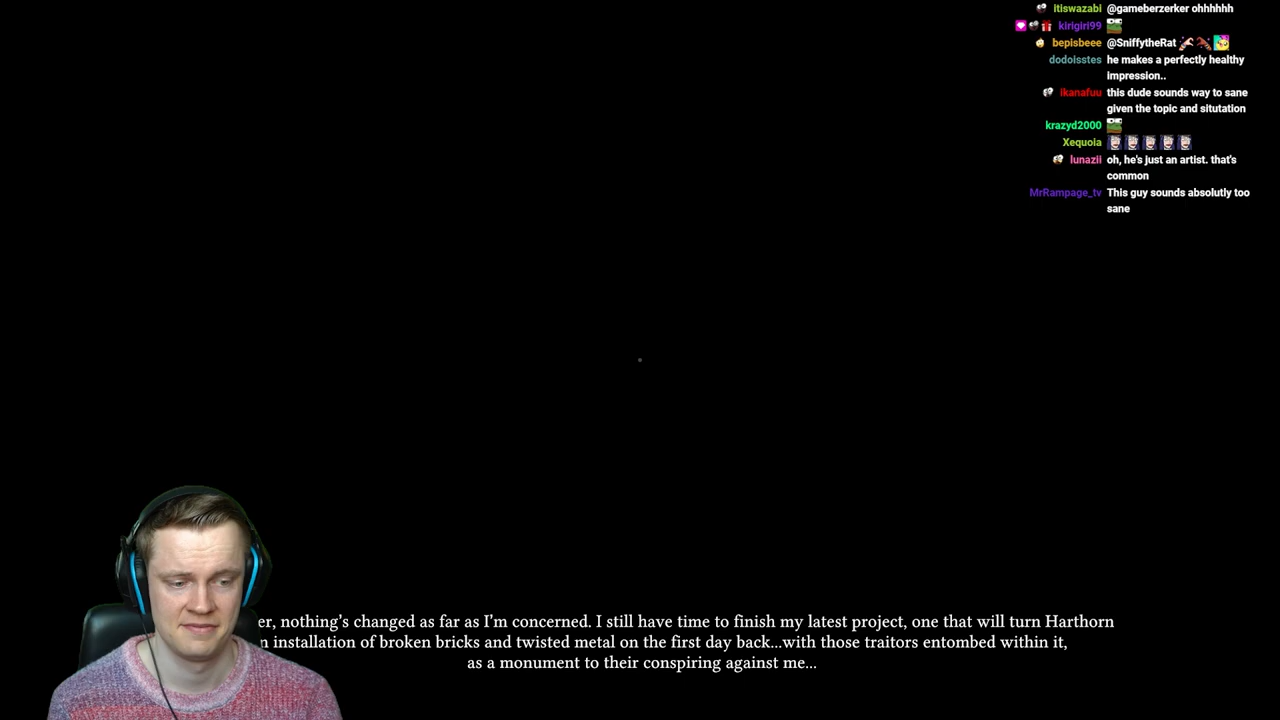 itiswazabi @gameberzerker ohhhhhh
kirigiri99
bepisbeee @SniffytheRat
dodoisstes he makes a perfectly healthy
impression..
ikanafuu this dude sounds way to sane
given the topic and situtation
krazyd2000
Xequoia
lunazii oh, he's just an artist. that's
common
MrRampage_tv This guy sounds absolutly too
sane
nothing's changed as far as I'm concerned. I still have time to finish my latest project, one that will turn Harthorn
installation of broken bricks and twisted metal on the first day back...with those traitors entombed within it,
as a monument to their conspiring against me...